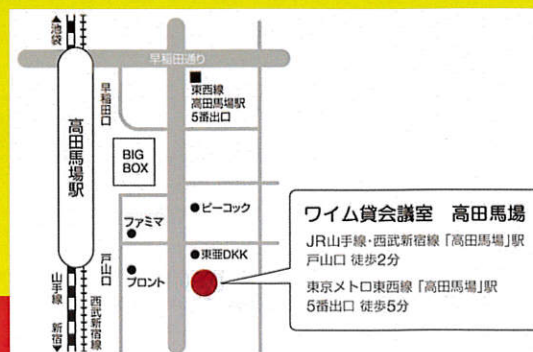 ▲池袋
早稲田通り
早稲田口
■
東西線
高田馬場駅
5番出口
高田馬場駅
BIG
BOX
●ピーコック
ファミマ
●
戸山口
●東亜DKK
●
プロント
山手線
西武新宿線
新宿▼
ワイム貸会議室 高田馬場
JR山手線・西武新宿線「高田馬場」駅
戸山口 徒歩2分
東京メトロ東西線「高田馬場」駅
5番出口 徒歩5分